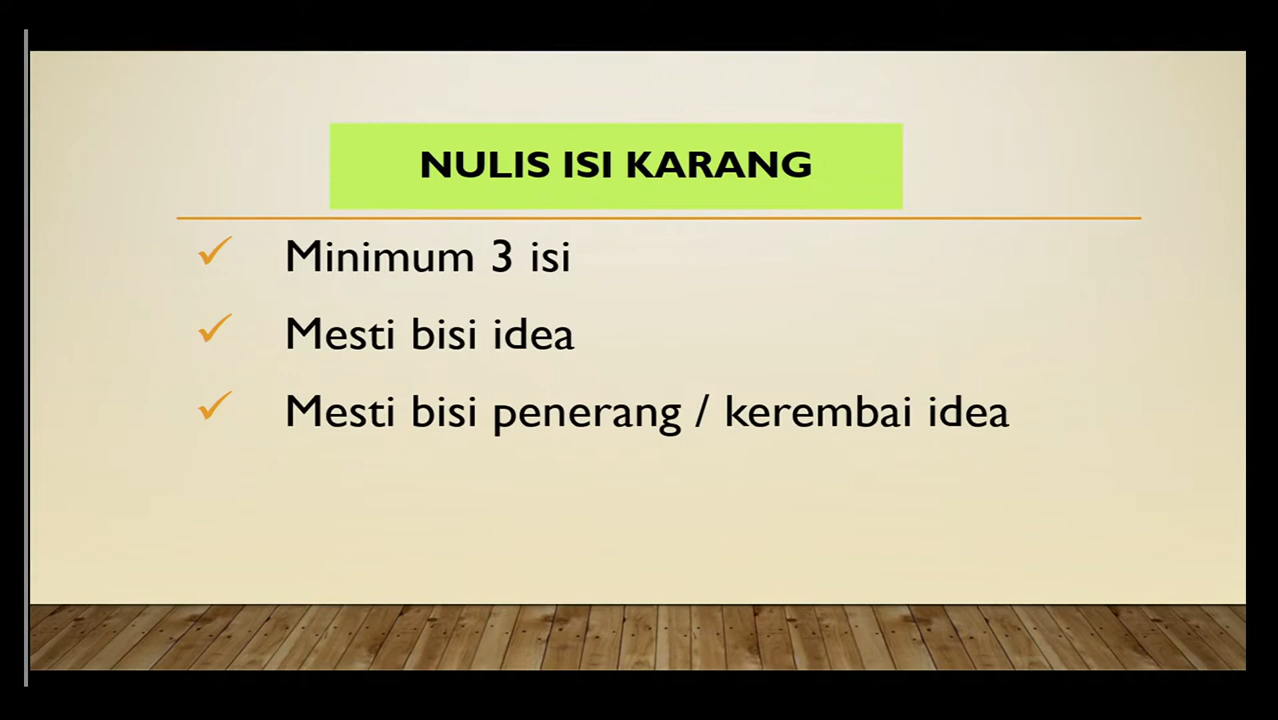 NULIS ISI KARANG
Minimum 3 isi
Mesti bisi idea
Mesti bisi penerang / kerembai idea